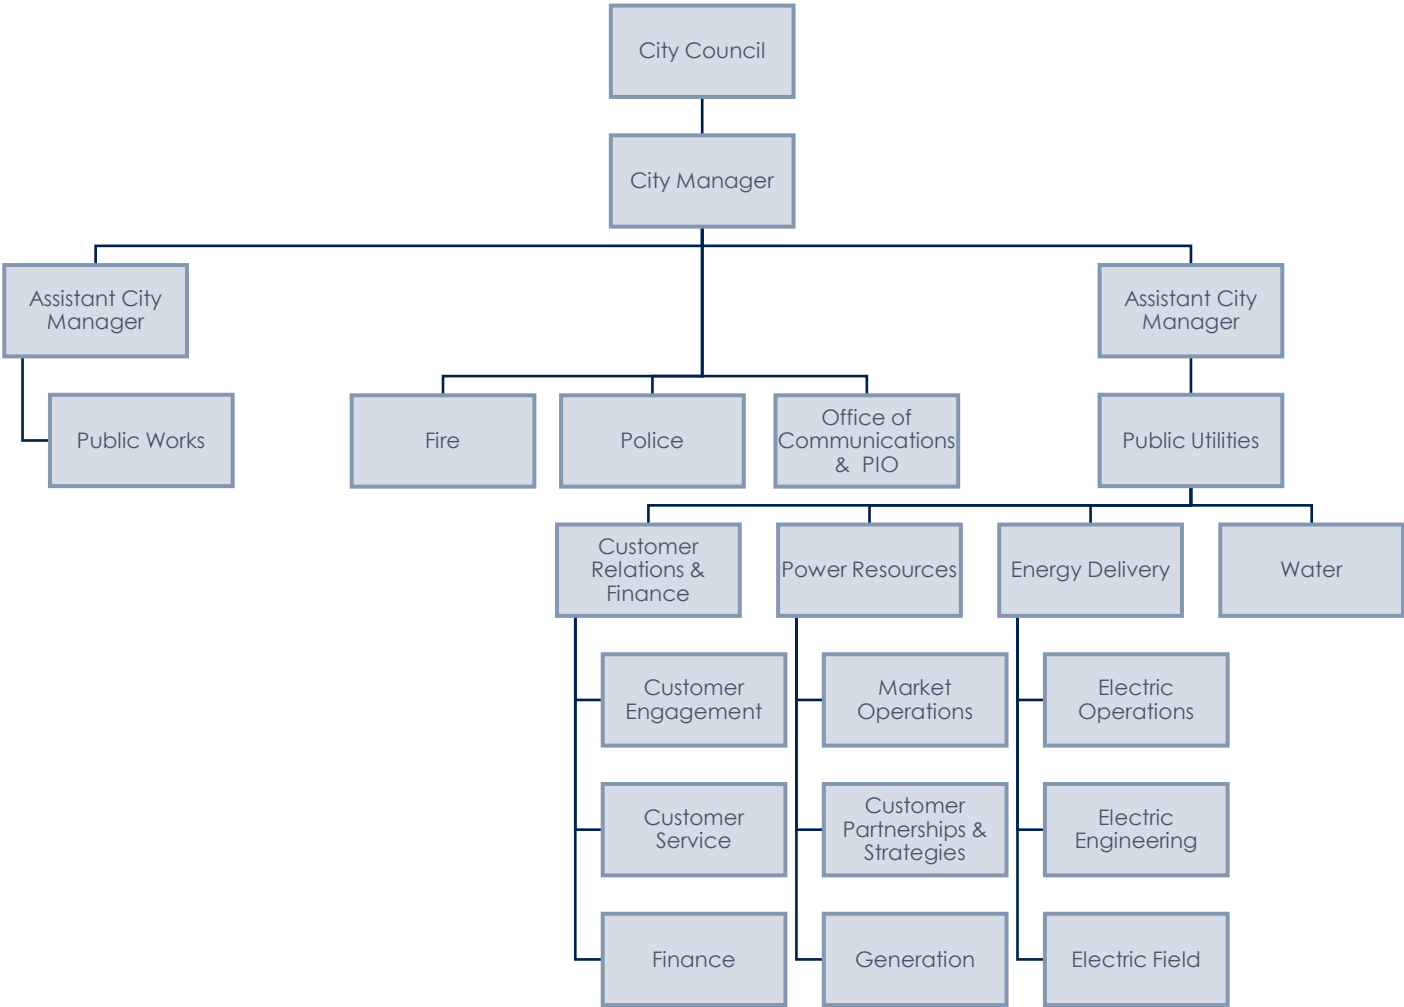 City Council
City Manager
Assistant City
Manager
Assistant City
Manager
Public Works
Fire
Police
Office of
Communications
& PIO
Public Utilities
Customer
Relations &
Finance
Power Resources
Energy Delivery
Water
Customer
Engagement
Market
Operations
Electric
Operations
Customer
Service
Customer
Partnerships &
Strategies
Electric
Engineering
Finance
Generation
Electric Field